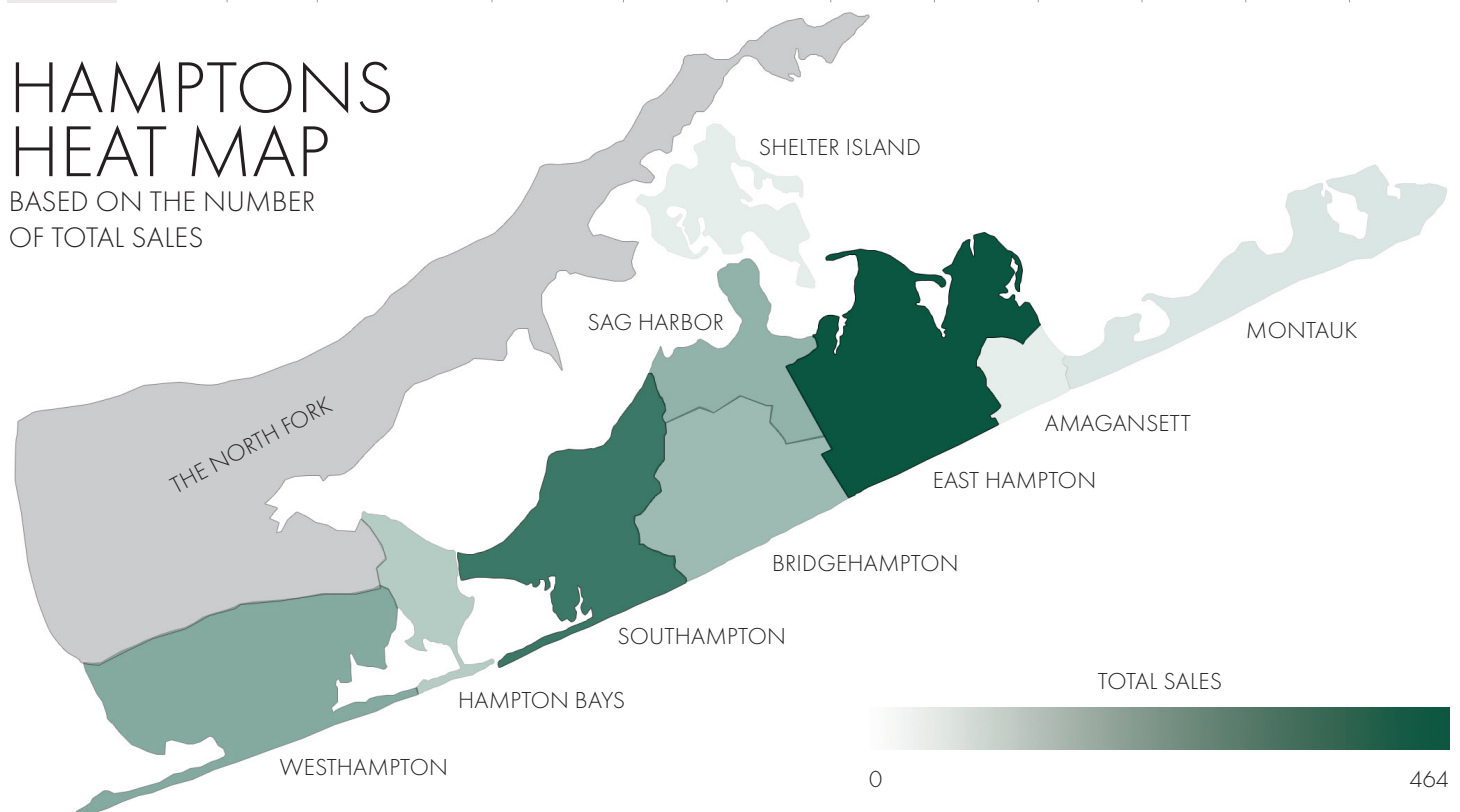 HAMPTONS
HEAT MAP
BASED ON THE NUMBER
OF TOTAL SALES
SHELTER ISLAND
SAG HARBOR
MONTAUK
THE NORTH FORK
AMAGANSETT
EAST HAMPTON
BRIDGEHAMPTON
SOUTHAMPTON
HAMPTON BAYS
WESTHAMPTON
TOTAL SALES
0
464